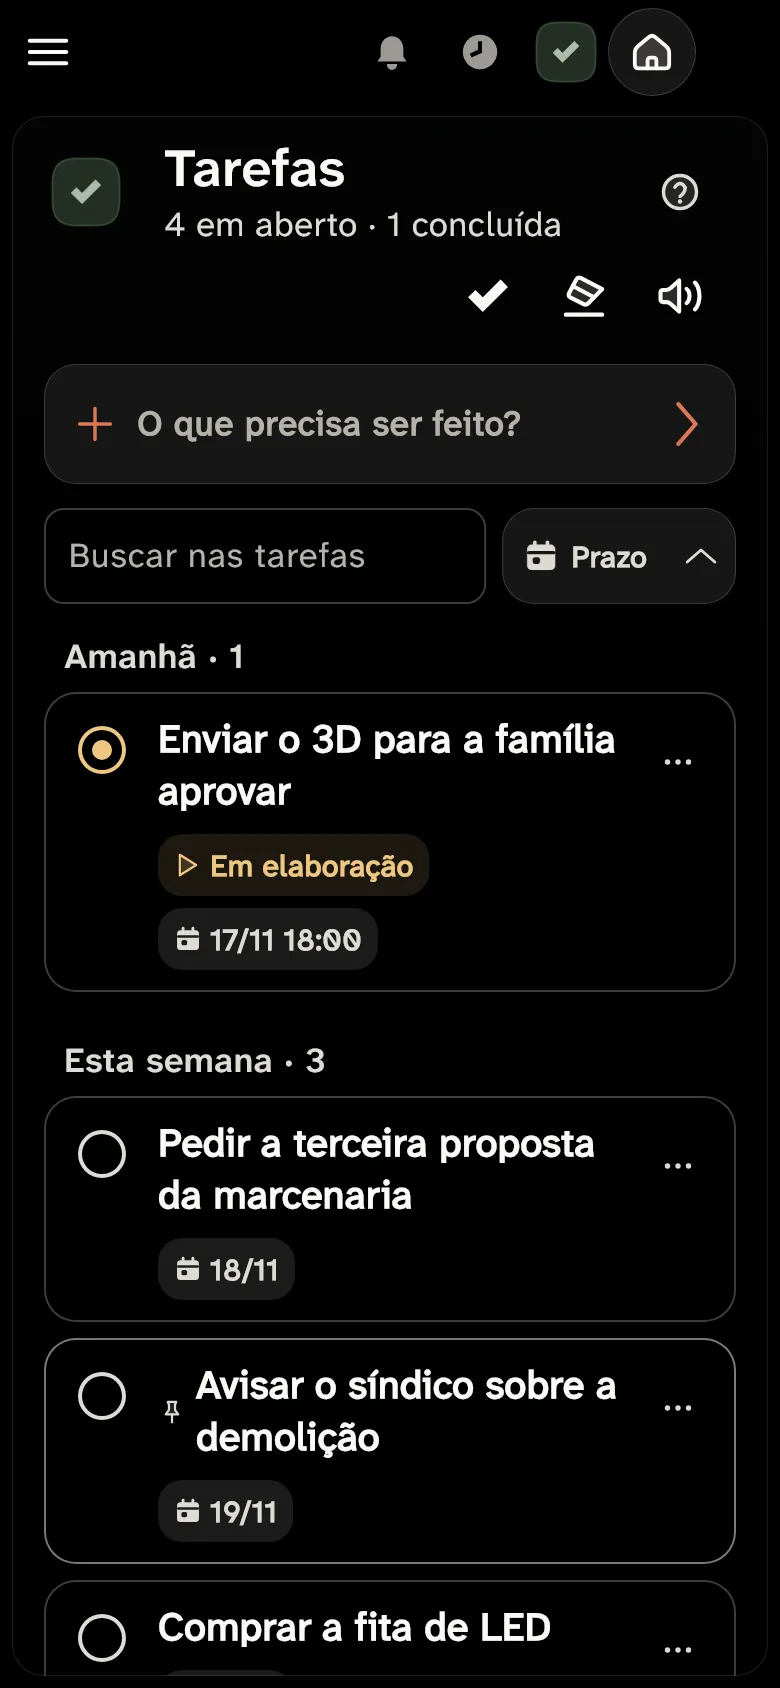 Tarefas
4 em aberto · 1 concluída
O que precisa ser feito?
Buscar nas tarefas
Prazo
Amanhã · 1
Enviar o 3D para a família
aprovar
Em elaboração
17/11 18:00
Esta semana · 3
Pedir a terceira proposta
da marcenaria
18/11
Avisar o síndico sobre a
demolição
19/11
Comprar a fita de LED